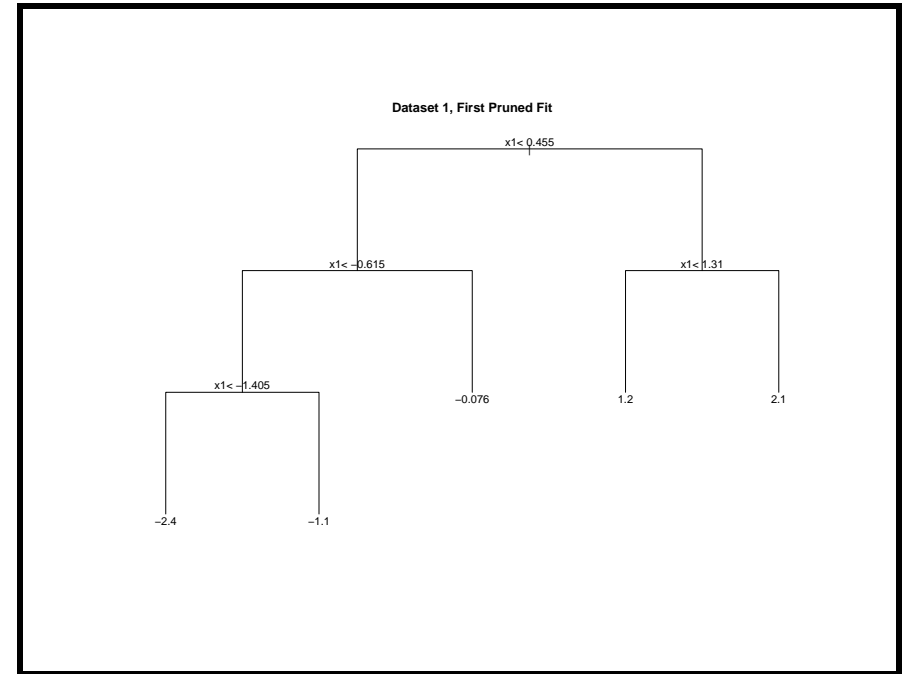 Dataset 1, First Pruned Fit
x1< 0.455
x1< −0.615
x1< 1.31
x1< −1.405
−0.076
1.2
2.1
−2.4
−1.1